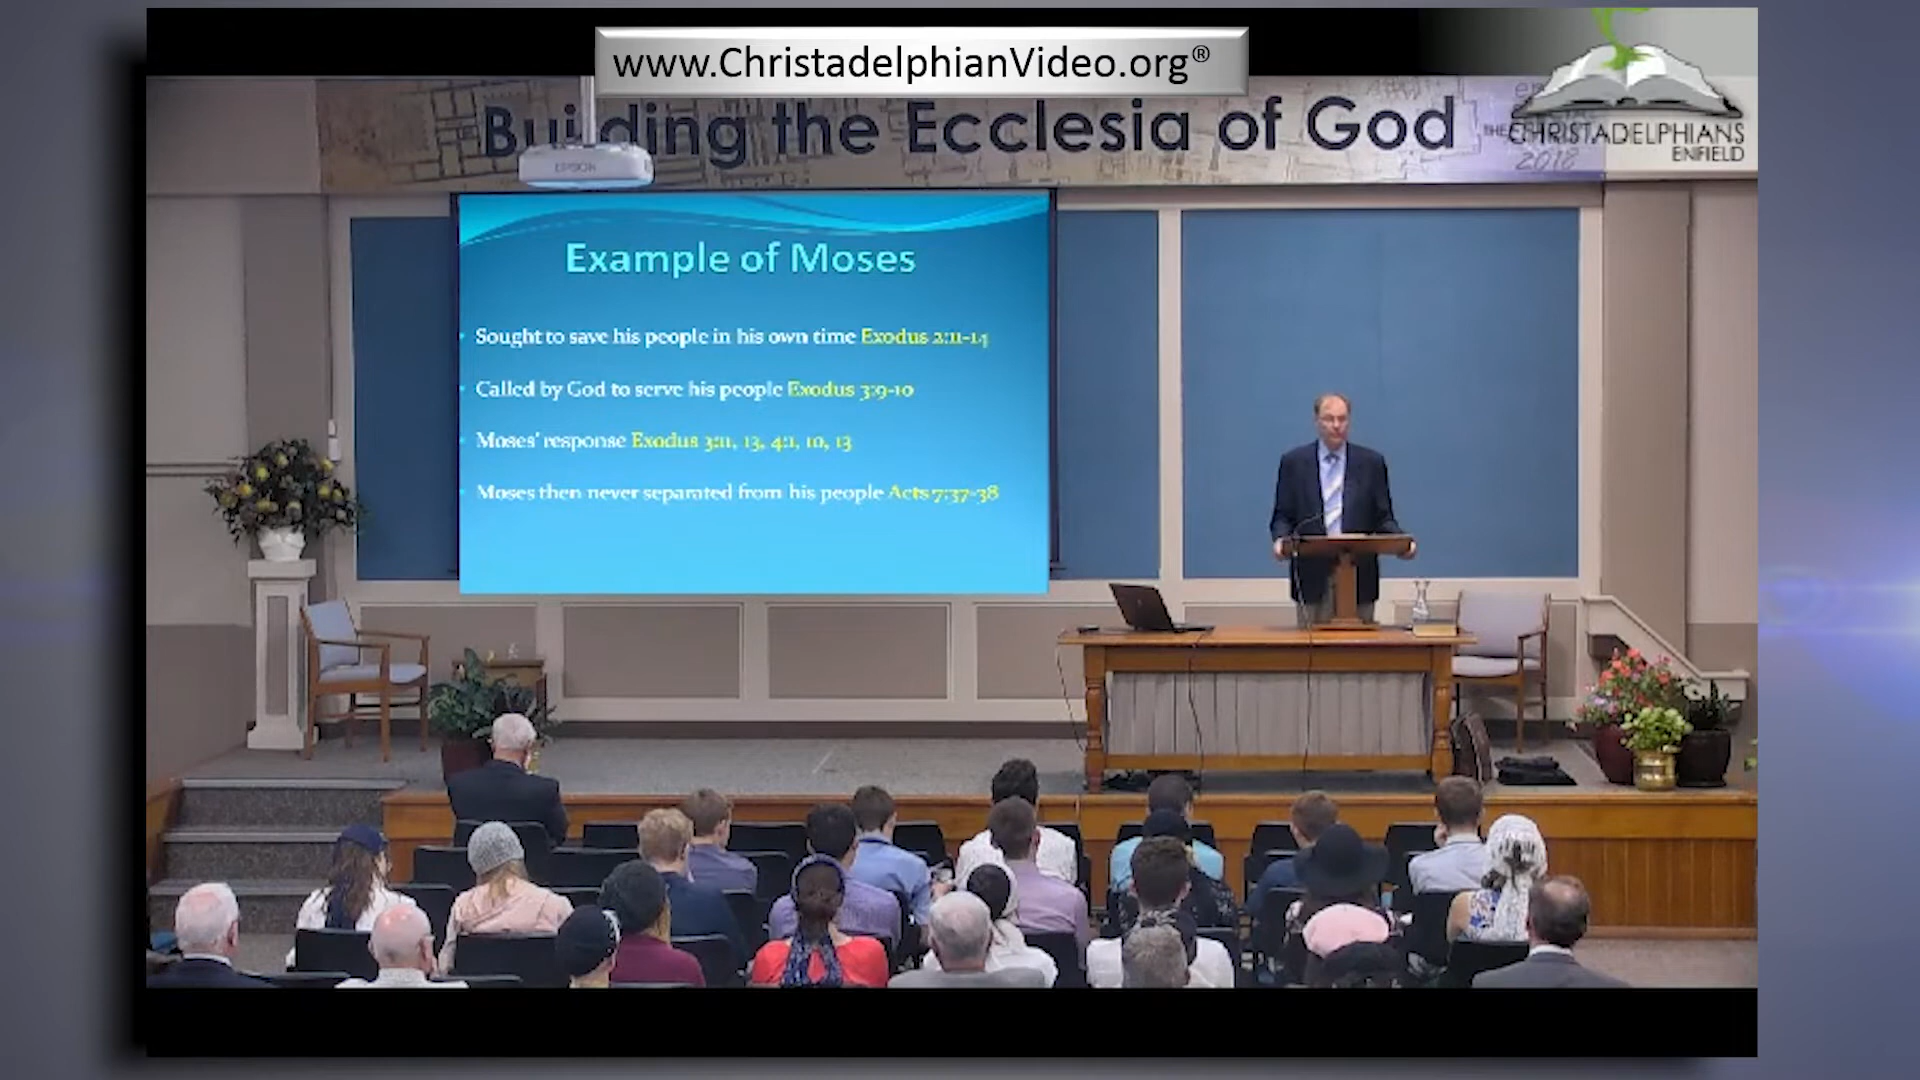 www.ChristadelphianVideo.org®
Building the Ecclesia of God
THE CHRISTADELPHIANS
ENFIELD
2018
EPSON
Example of Moses
Sought to save his people in his own time Exodus 2:11-14
Called by God to serve his people Exodus 3:9-10
Moses' response Exodus 3:11, 13, 4:1, 10, 13
Moses then never separated from his people Acts 7:37-38